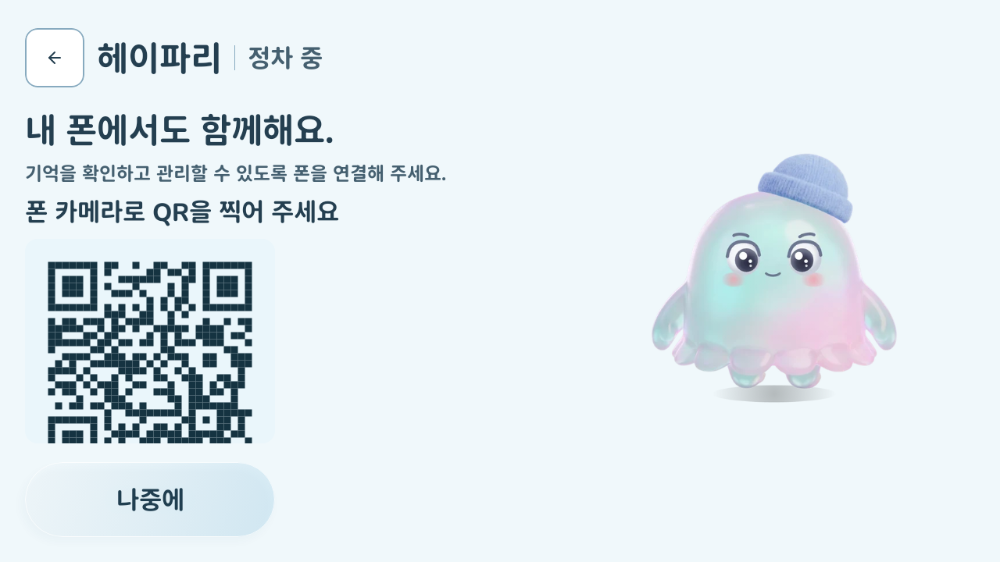 헤이파리 정차 중
내 폰에서도 함께해요.
기억을 확인하고 관리할 수 있도록 폰을 연결해 주세요.
폰 카메라로 QR을 찍어 주세요
나중에